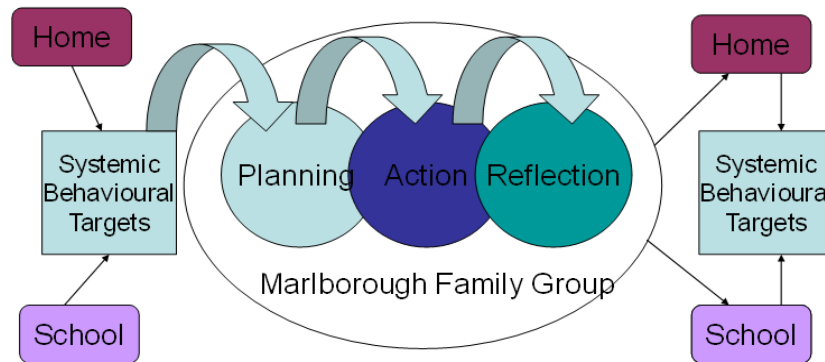 Home
Systemic
Behavioural
Targets
School
Planning
Action
Reflection
Marlborough Family Group
Home
Systemic
Behavioura
Targets
School